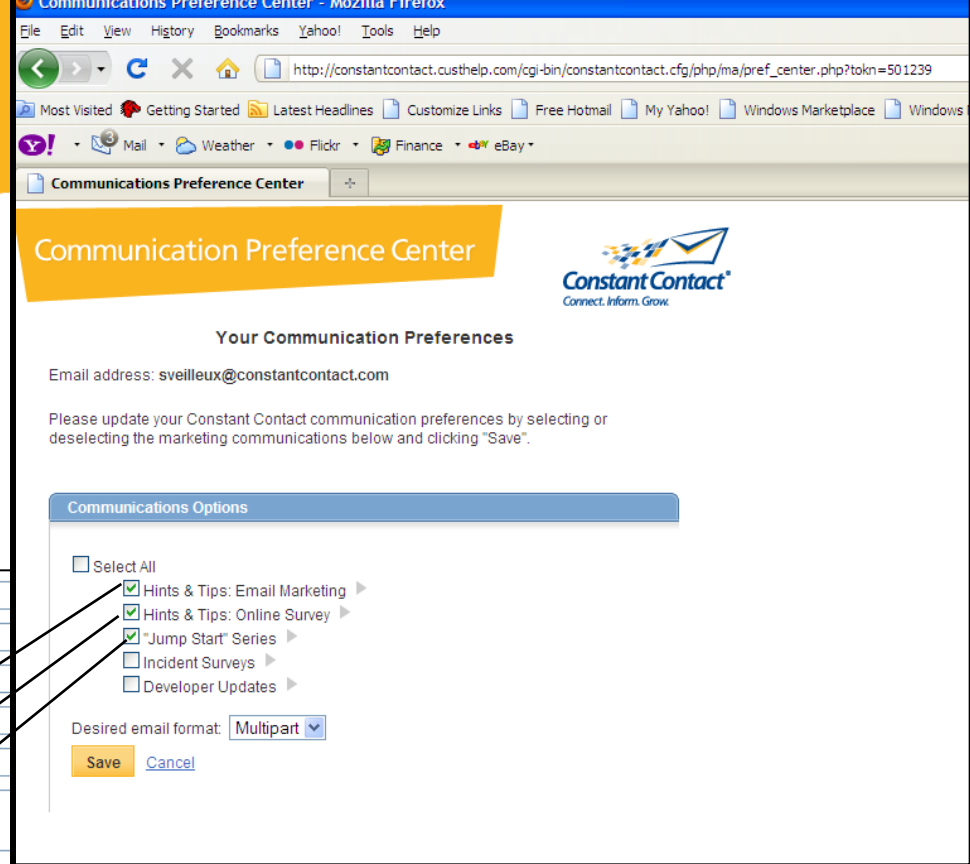 Communications Preference Center - Mozilla Firefox
File Edit View History Bookmarks Yahoo! Tools Help
http://constantcontact.custhelp.com/cgi-bin/constantcontact.cfg/php/ma/pref_center.php?tokn=501239
Most Visited Getting Started Latest Headlines Customize Links Free Hotmail My Yahoo! Windows Marketplace Windows
Y! 3 Mail Weather Flickr Finance eBay
Communications Preference Center
Communication Preference Center
Constant Contact®
Connect. Inform. Grow.
Your Communication Preferences
Email address: sveilleux@constantcontact.com
Please update your Constant Contact communication preferences by selecting or
deselecting the marketing communications below and clicking "Save".
Communications Options
Select All
Hints & Tips: Email Marketing
Hints & Tips: Online Survey
"Jump Start" Series
Incident Surveys
Developer Updates
Desired email format: Multipart
Save Cancel